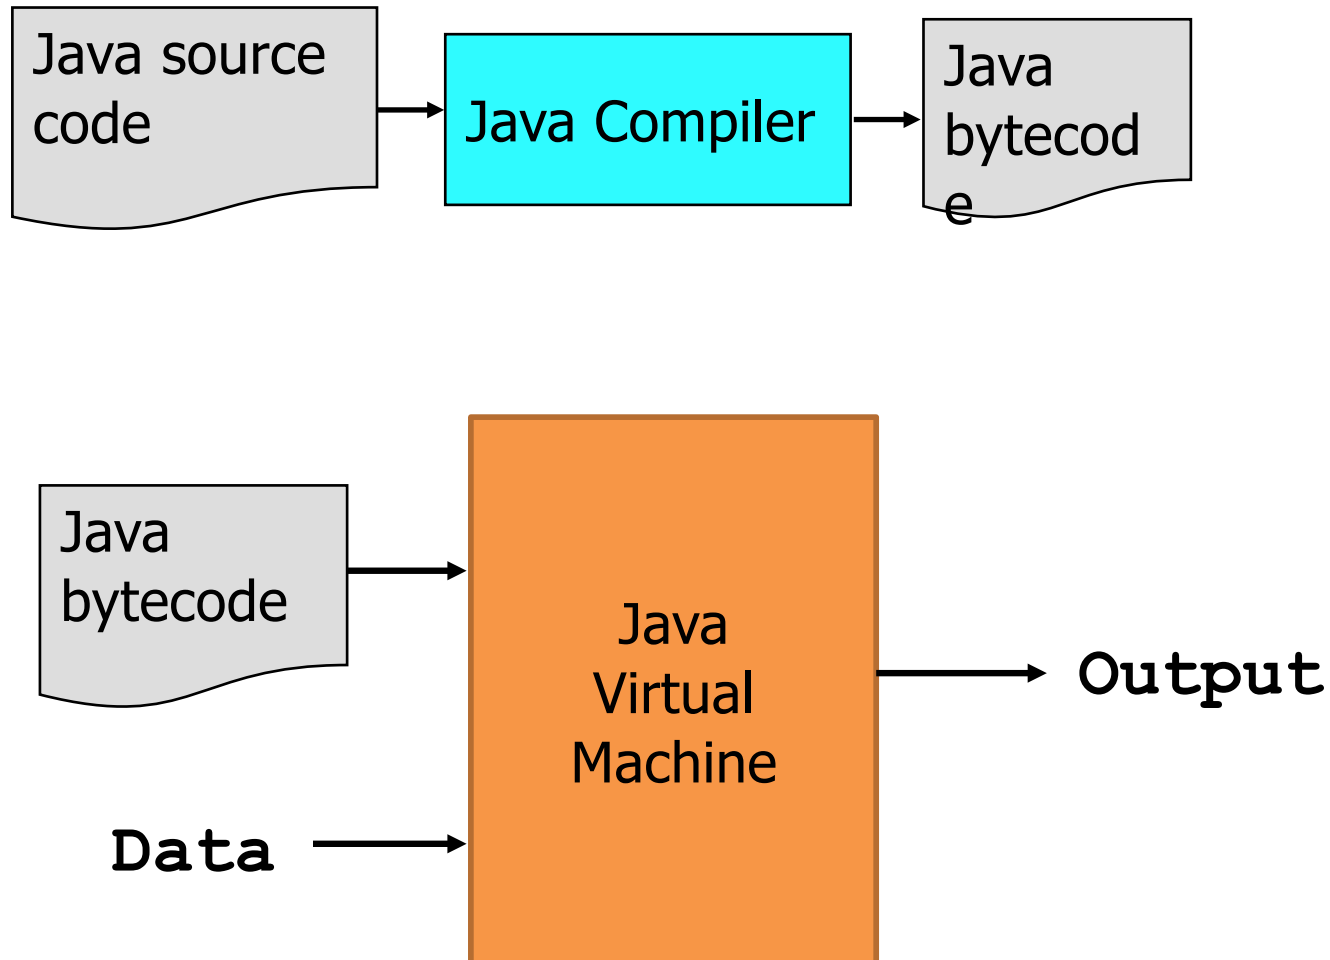 Java source
code
Java Compiler
Java
bytecod
e
Java
bytecode
Java
Virtual
Machine
Output
Data